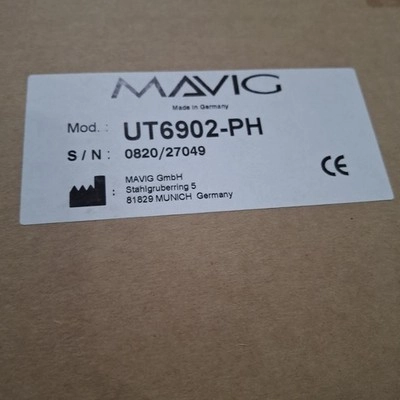 MAVIG
Made in Germany
Mod. : UT6902-PH
S / N : 0820/27049
CE
: MAVIG GmbH
Stahlgruberring 5
81829 MUNICH Germany